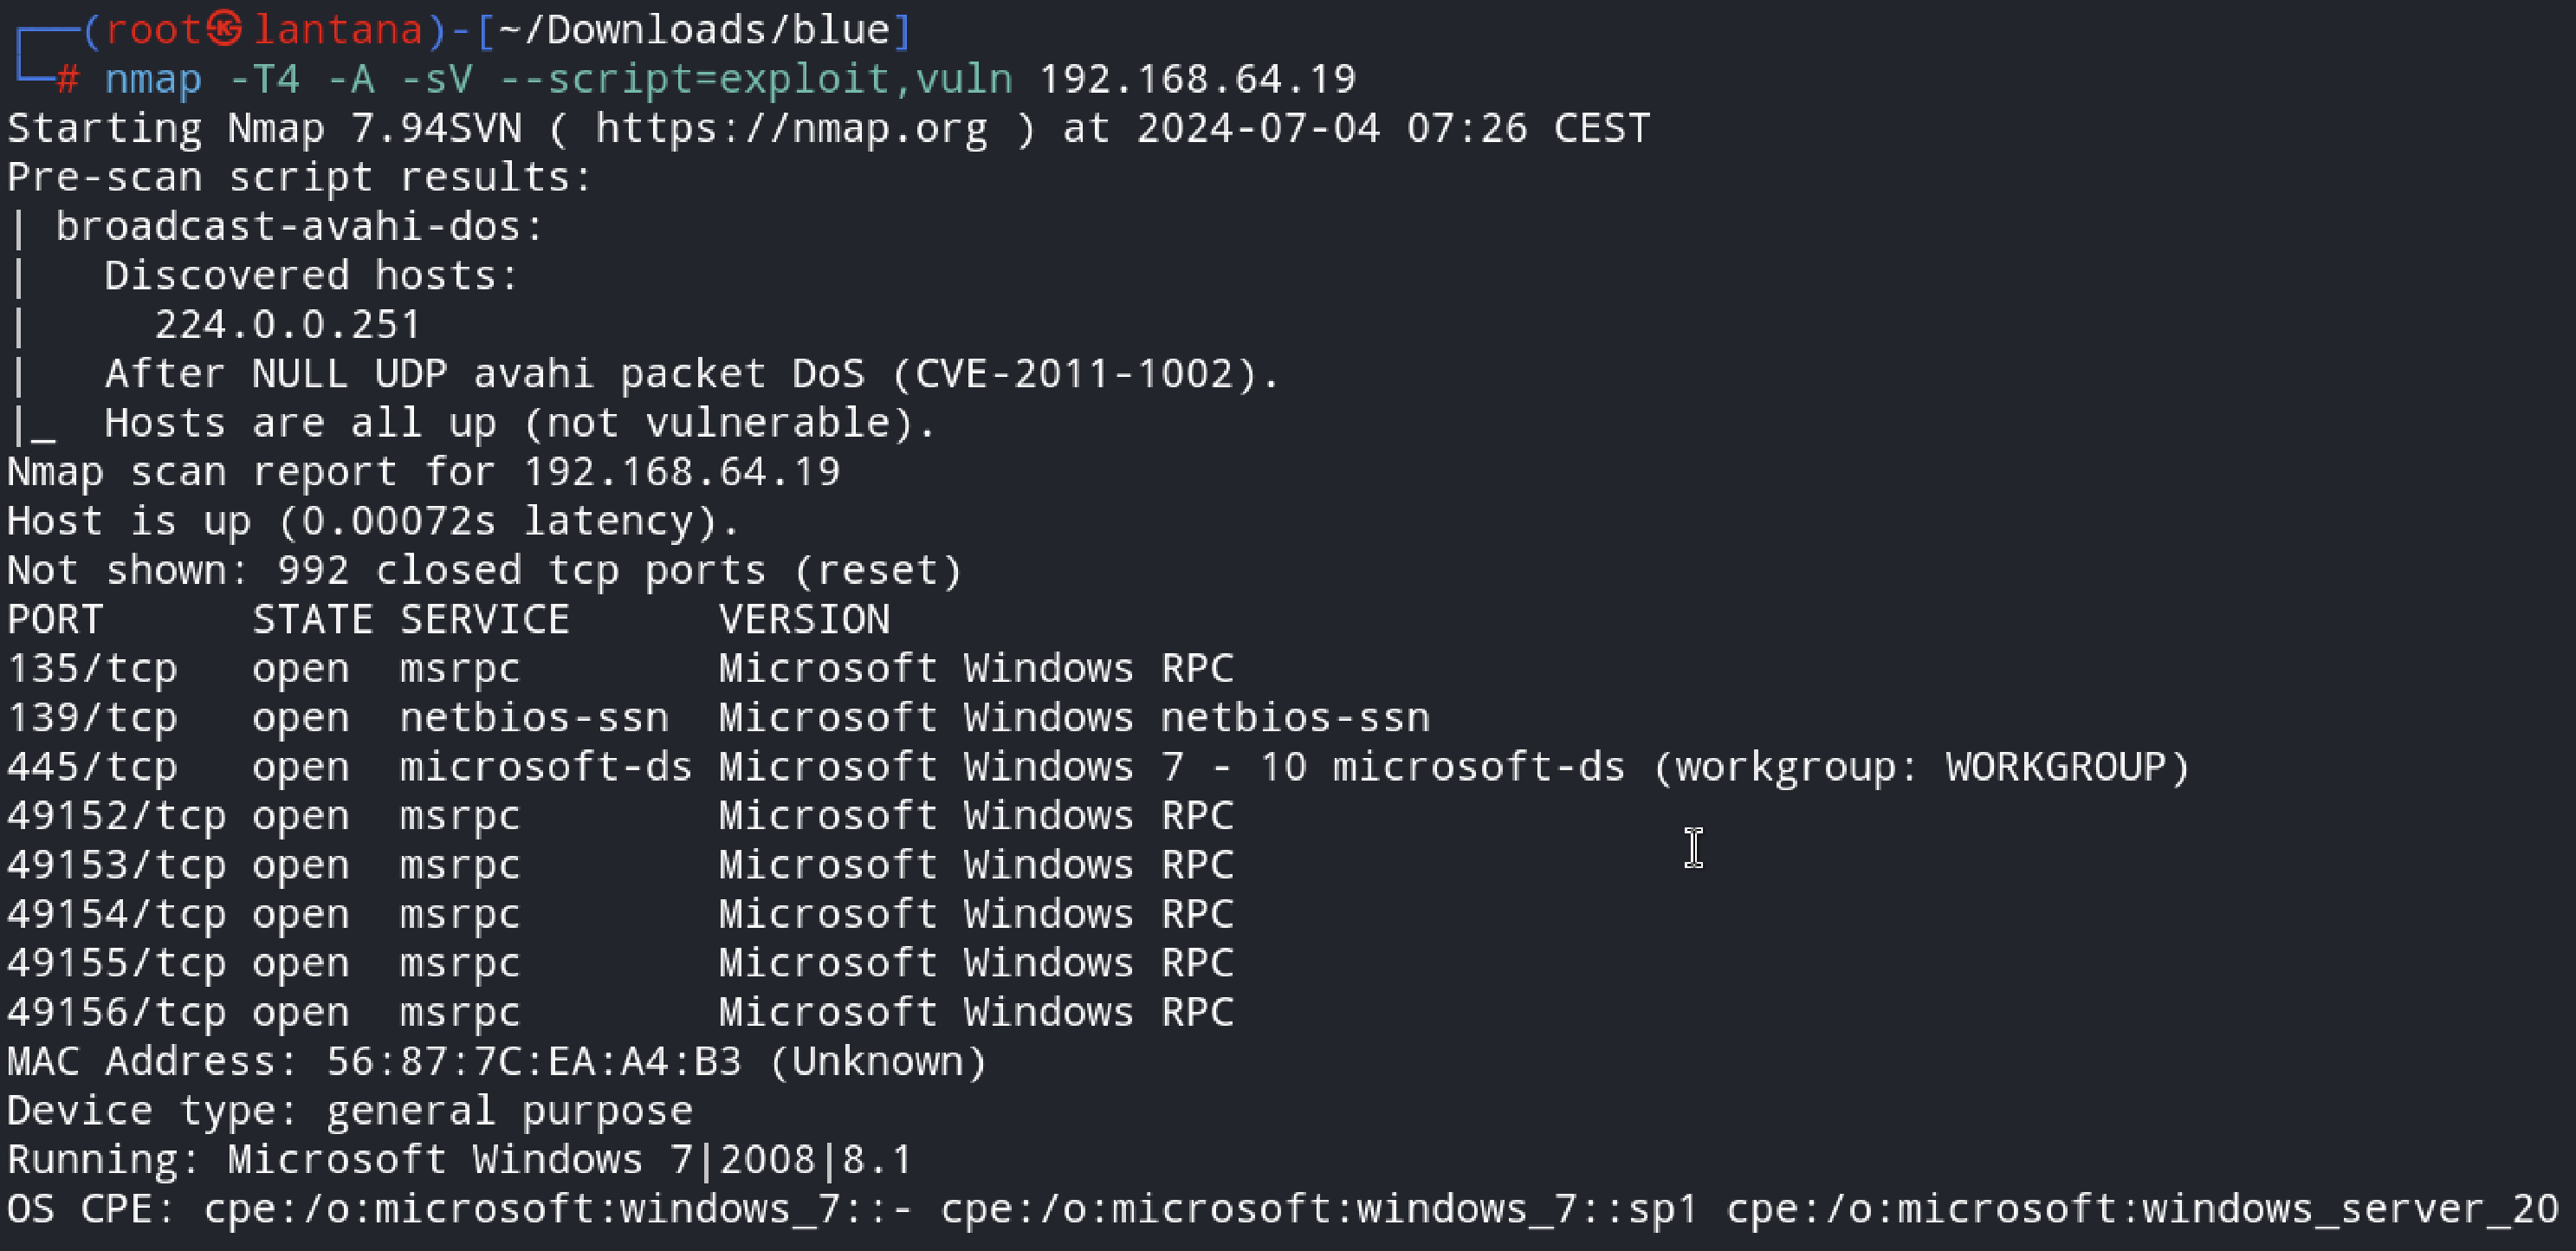 ┌──(root㉿lantana)-[~/Downloads/blue]
└─# nmap -T4 -A -sV --script=exploit,vuln 192.168.64.19
Starting Nmap 7.94SVN ( https://nmap.org ) at 2024-07-04 07:26 CEST
Pre-scan script results:
| broadcast-avahi-dos:
|   Discovered hosts:
|     224.0.0.251
|   After NULL UDP avahi packet DoS (CVE-2011-1002).
|_  Hosts are all up (not vulnerable).
Nmap scan report for 192.168.64.19
Host is up (0.00072s latency).
Not shown: 992 closed tcp ports (reset)
PORT      STATE SERVICE      VERSION
135/tcp   open  msrpc        Microsoft Windows RPC
139/tcp   open  netbios-ssn  Microsoft Windows netbios-ssn
445/tcp   open  microsoft-ds Microsoft Windows 7 - 10 microsoft-ds (workgroup: WORKGROUP)
49152/tcp open  msrpc        Microsoft Windows RPC
49153/tcp open  msrpc        Microsoft Windows RPC
49154/tcp open  msrpc        Microsoft Windows RPC
49155/tcp open  msrpc        Microsoft Windows RPC
49156/tcp open  msrpc        Microsoft Windows RPC
MAC Address: 56:87:7C:EA:A4:B3 (Unknown)
Device type: general purpose
Running: Microsoft Windows 7|2008|8.1
OS CPE: cpe:/o:microsoft:windows_7::- cpe:/o:microsoft:windows_7::sp1 cpe:/o:microsoft:windows_server_20